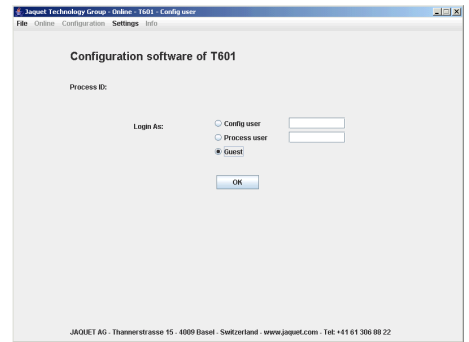 Jaquet Technology Group - Online - T601 - Config user
File Online Configuration Settings Info
Configuration software of T601
Process ID:
Login As:
Config user
Process user
Guest
OK
JAQUET AG - Thannerstrasse 15 - 4009 Basel - Switzerland - www.jaquet.com - Tel: +41 61 306 88 22